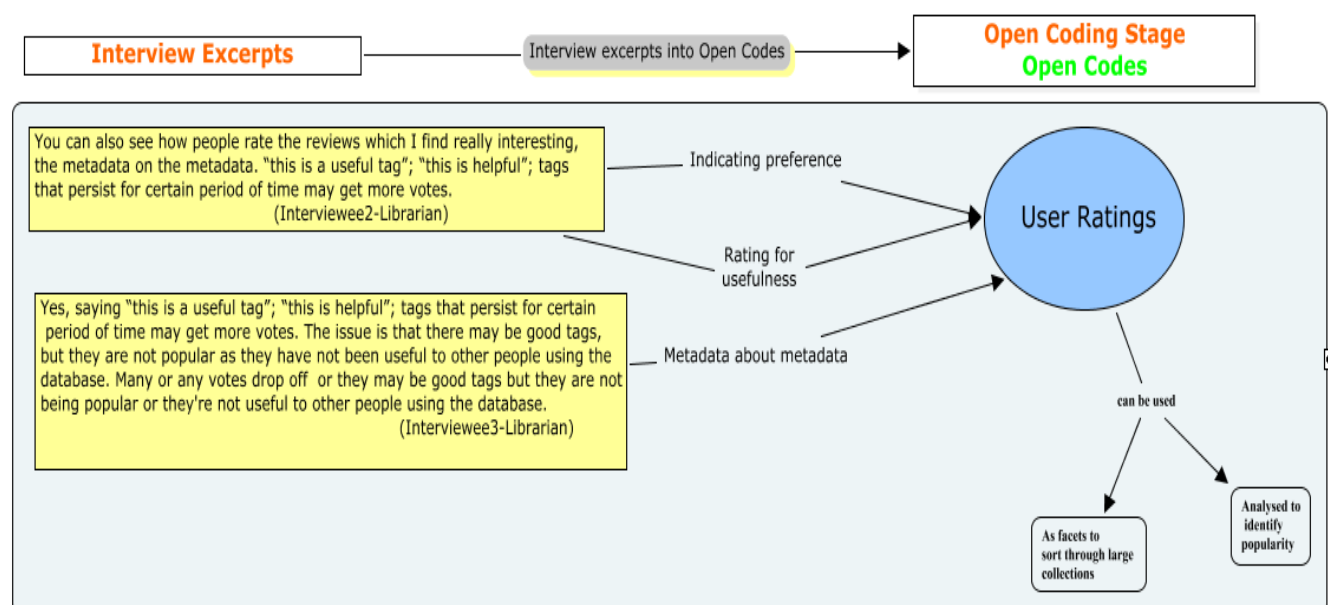 Interview Excerpts
Interview excerpts into Open Codes
Open Coding Stage
Open Codes
You can also see how people rate the reviews which I find really interesting,
the metadata on the metadata. “this is a useful tag”; “this is helpful”; tags
that persist for certain period of time may get more votes.
(Interviewee2-Librarian)
Indicating preference
Rating for
usefulness
User Ratings
Yes, saying “this is a useful tag”; “this is helpful”; tags that persist for certain
period of time may get more votes. The issue is that there may be good tags,
but they are not popular as they have not been useful to other people using the
database. Many or any votes drop off or they may be good tags but they are not
being popular or they're not useful to other people using the database.
(Interviewee3-Librarian)
Metadata about metadata
can be used
As facets to
sort through large
collections
Analysed to
identify
popularity